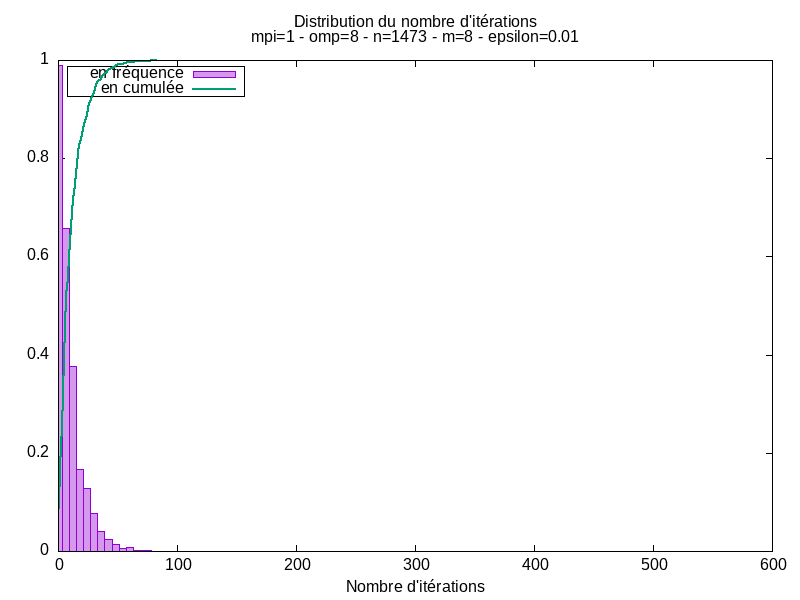 Distribution du nombre d'itérations
mpi=1 - omp=8 - n=1473 - m=8 - epsilon=0.01
en fréquence
en cumulée
1
0.8
0.6
0.4
0.2
0
0 100 200 300 400 500 600
Nombre d'itérations